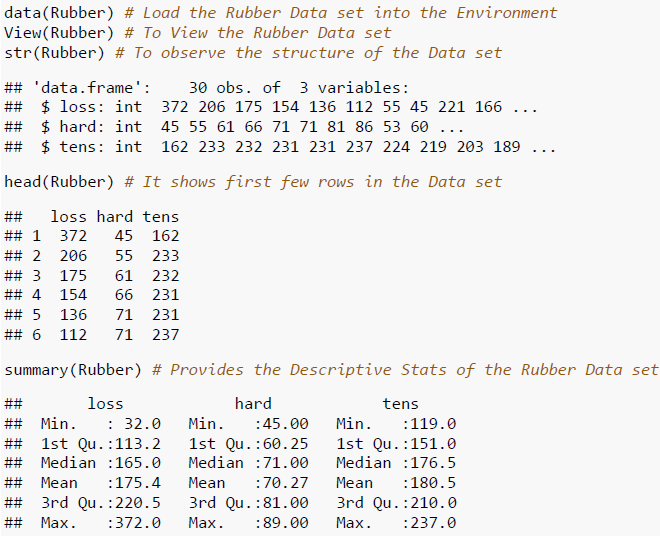 data(Rubber) # Load the Rubber Data set into the Environment
View(Rubber) # To View the Rubber Data set
str(Rubber) # To observe the structure of the Data set
## 'data.frame':    30 obs. of  3 variables:
##  $ loss: int  372 206 175 154 136 112 55 45 221 166 ...
##  $ hard: int  45 55 61 66 71 71 81 86 53 60 ...
##  $ tens: int  162 233 232 231 231 237 224 219 203 189 ...
head(Rubber) # It shows first few rows in the Data set
##   loss hard tens
## 1  372   45  162
## 2  206   55  233
## 3  175   61  232
## 4  154   66  231
## 5  136   71  231
## 6  112   71  237
summary(Rubber) # Provides the Descriptive Stats of the Rubber Data set
##       loss            hard            tens
##  Min.   : 32.0   Min.   :45.00   Min.   :119.0
##  1st Qu.:113.2   1st Qu.:60.25   1st Qu.:151.0
##  Median :165.0   Median :71.00   Median :176.5
##  Mean   :175.4   Mean   :70.27   Mean   :180.5
##  3rd Qu.:220.5   3rd Qu.:81.00   3rd Qu.:210.0
##  Max.   :372.0   Max.   :89.00   Max.   :237.0